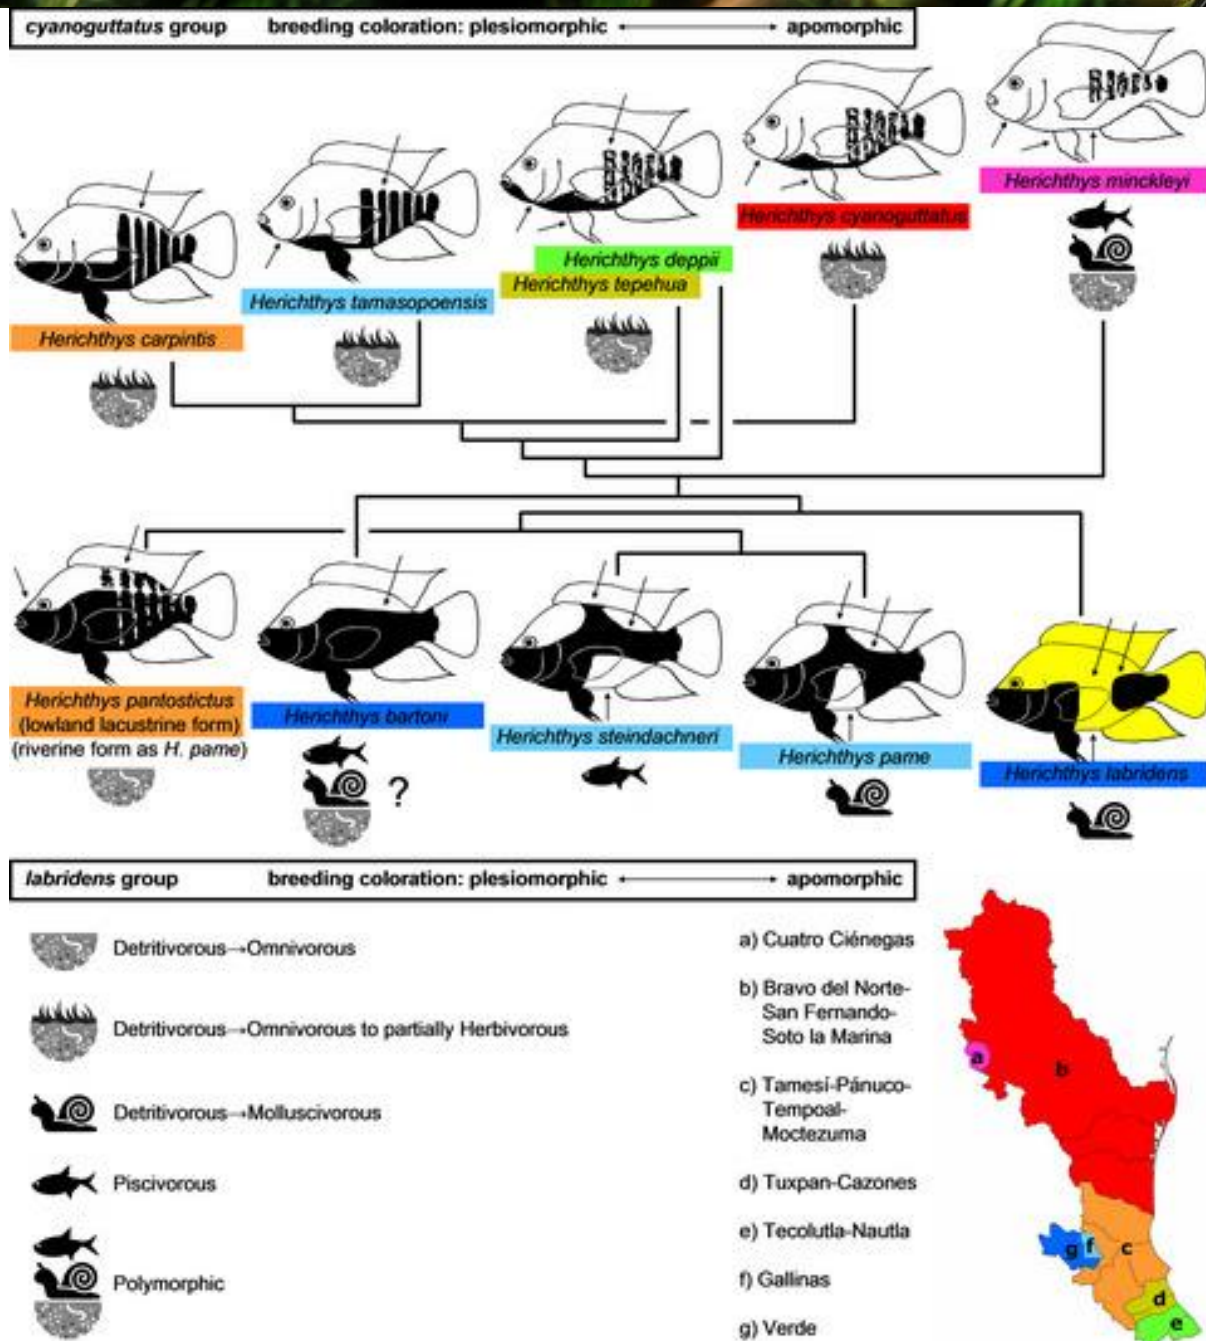 cyanoguttatus group breeding coloration: plesiomorphic ⟷ apomorphic
Herichthys minckleyi
Herichthys cyanoguttatus
Herichthys deppii
Herichthys tepehua
Herichthys tamasopoensis
Herichthys carpintis
Herichthys pantostictus
(lowland lacustrine form)
(riverine form as H. pame)
Herichthys bartoni
?
Herichthys steindachneri
Herichthys pame
Herichthys labridens
labridens group breeding coloration: plesiomorphic ⟷ apomorphic
Detritivorous→Omnivorous
Detritivorous→Omnivorous to partially Herbivorous
Detritivorous→Molluscivorous
Piscivorous
Polymorphic
a) Cuatro Ciénegas
b) Bravo del Norte-
San Fernando-
Soto la Marina
c) Tamesí-Pánuco-
Tempoal-
Moctezuma
d) Tuxpan-Cazones
e) Tecolutla-Nautla
f) Gallinas
g) Verde
a
b
g f c
d
e